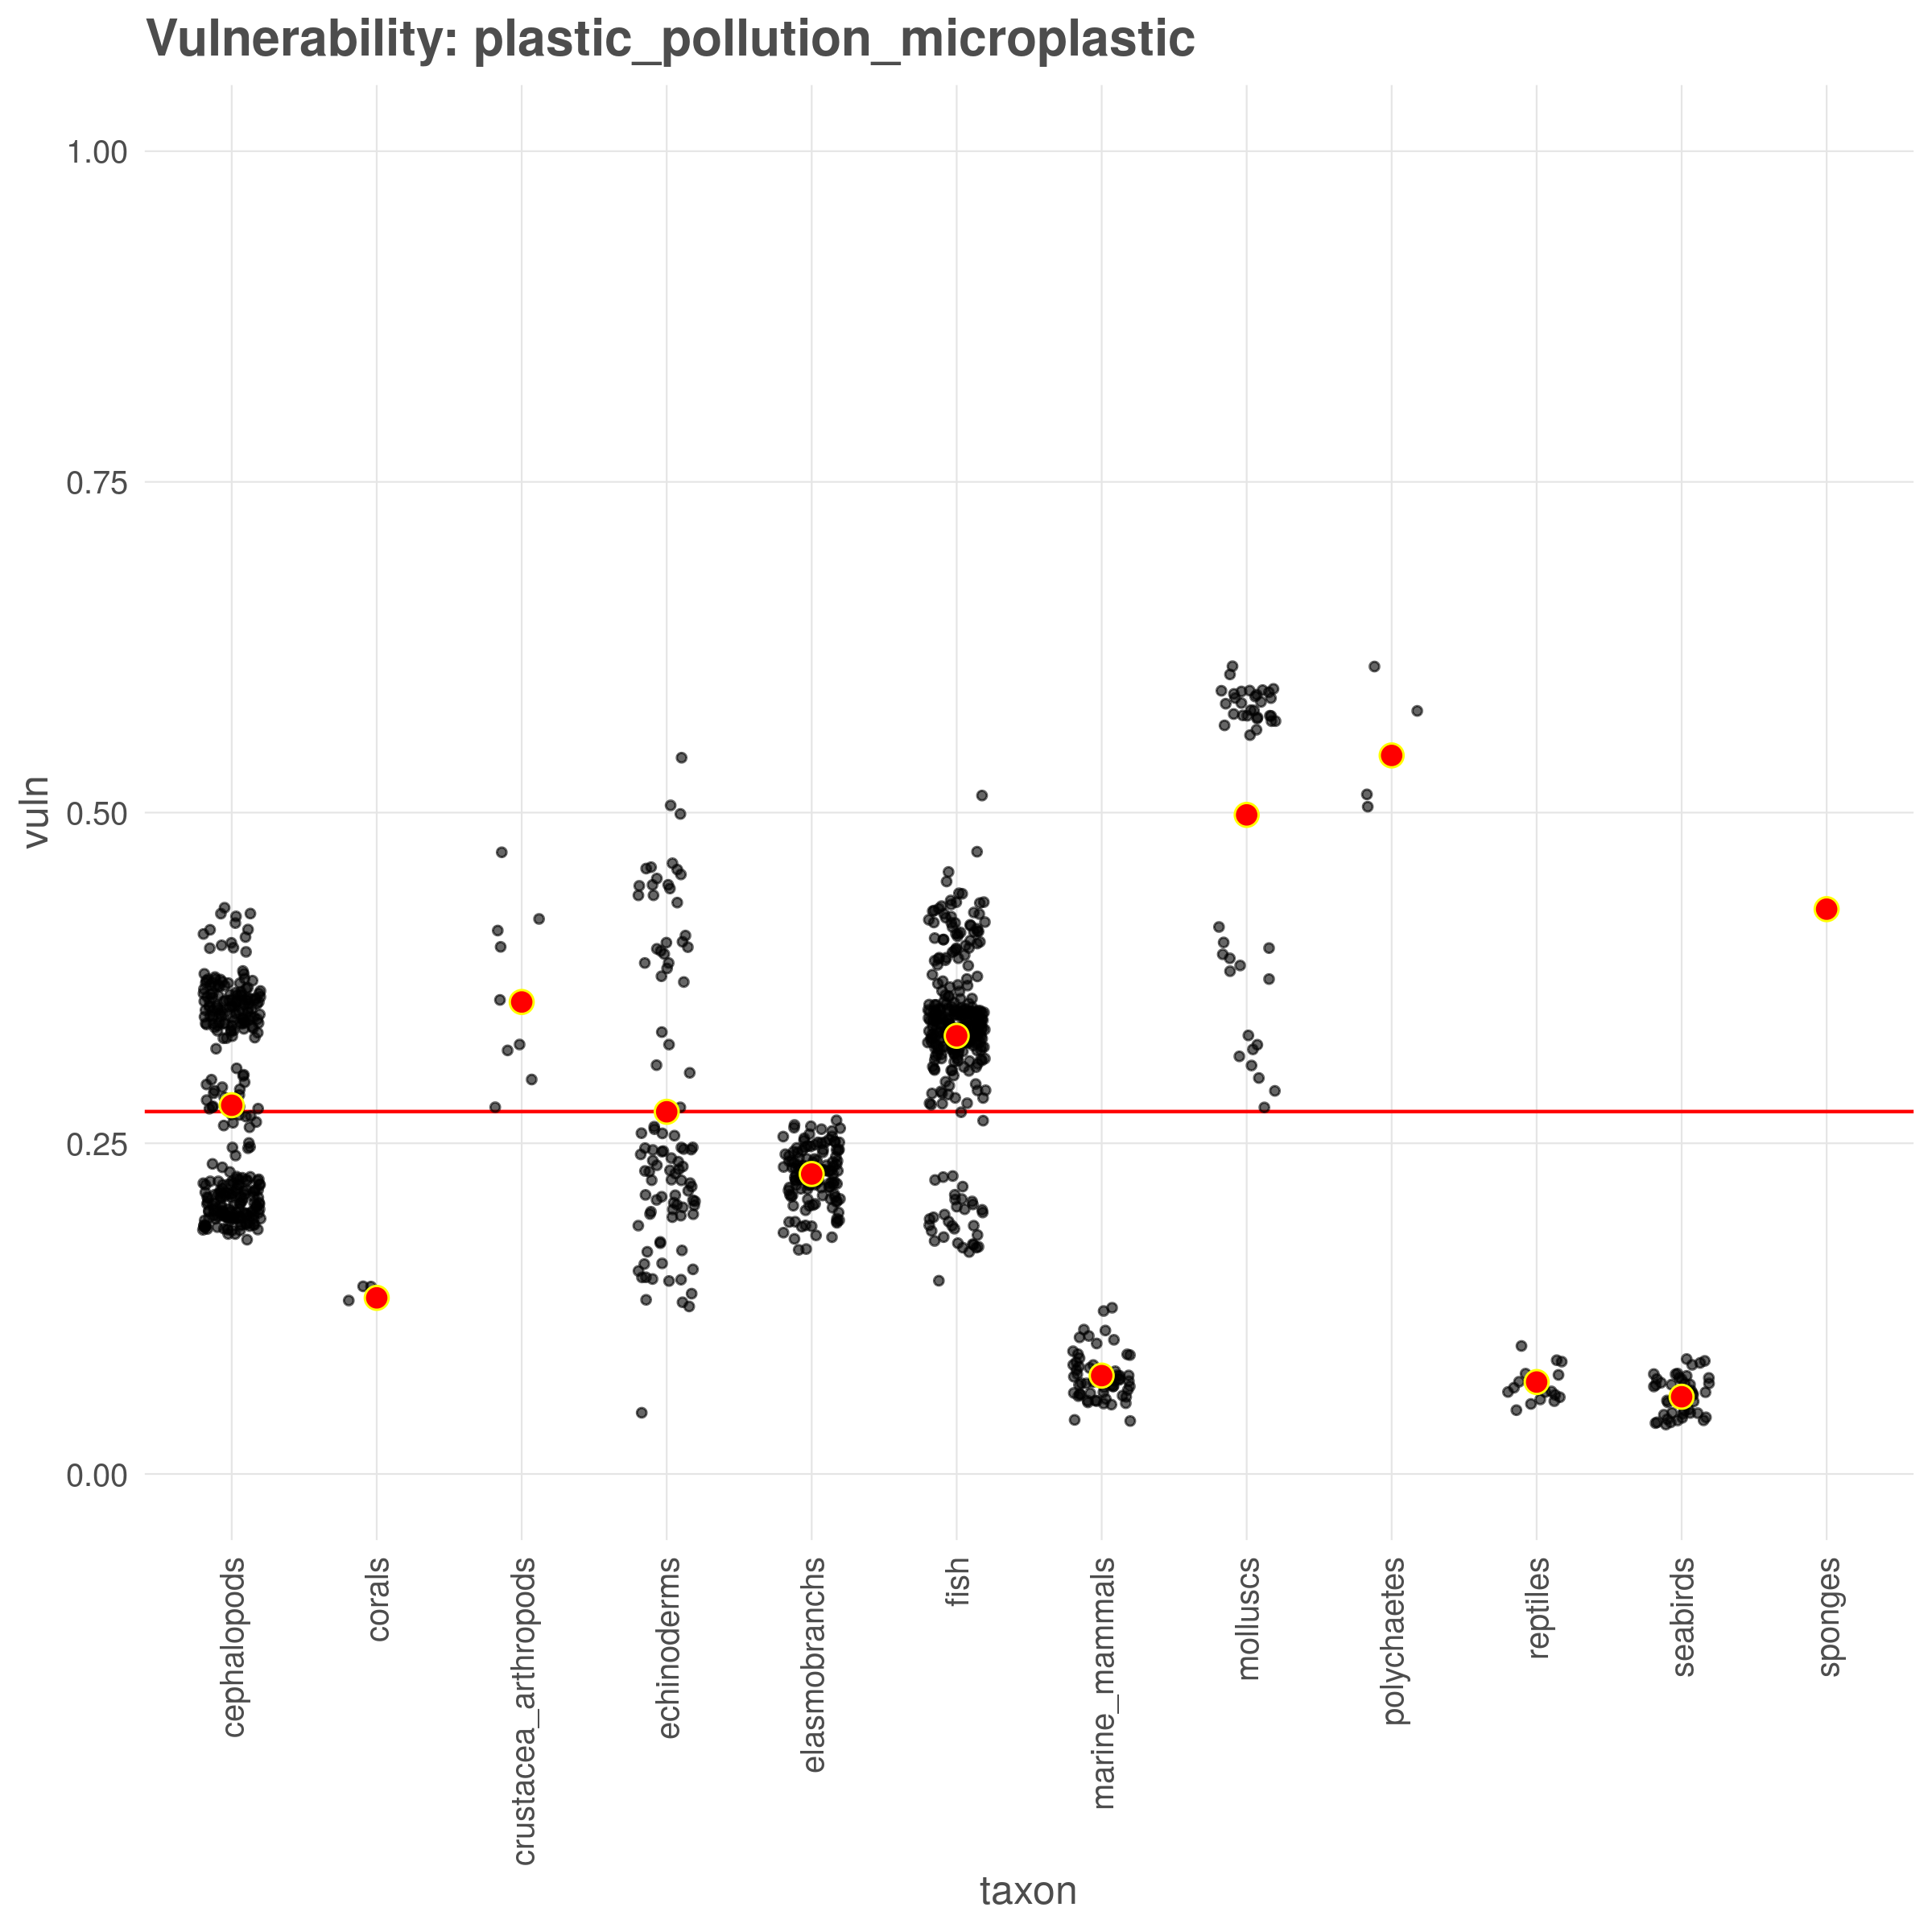 Vulnerability: plastic_pollution_microplastic
1.00
0.75
0.50
0.25
0.00
vuln
cephalopods
corals
crustacea_arthropods
echinoderms
elasmobranchs
fish
marine_mammals
molluscs
polychaetes
reptiles
seabirds
sponges
taxon